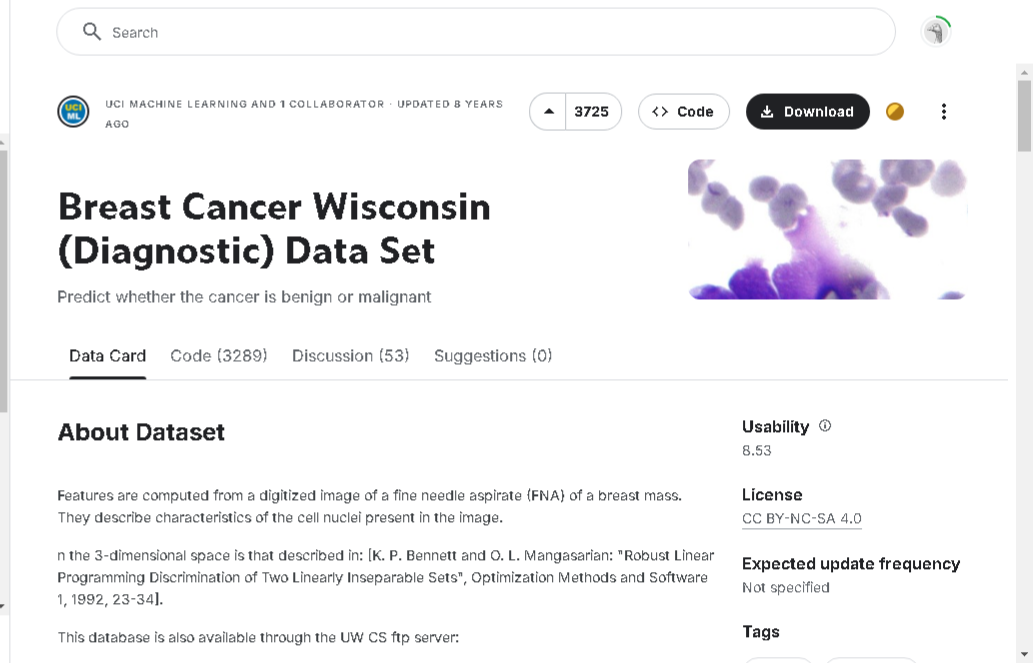 Search
UCI ML
UCI MACHINE LEARNING AND 1 COLLABORATOR · UPDATED 8 YEARS
AGO
3725
<> Code
Download
Breast Cancer Wisconsin
(Diagnostic) Data Set
Predict whether the cancer is benign or malignant
Data Card
Code (3289)
Discussion (53)
Suggestions (0)
About Dataset
Features are computed from a digitized image of a fine needle aspirate (FNA) of a breast mass.
They describe characteristics of the cell nuclei present in the image.
n the 3-dimensional space is that described in: [K. P. Bennett and O. L. Mangasarian: "Robust Linear
Programming Discrimination of Two Linearly Inseparable Sets", Optimization Methods and Software
1, 1992, 23-34].
This database is also available through the UW CS ftp server:
Usability
8.53
License
CC BY-NC-SA 4.0
Expected update frequency
Not specified
Tags